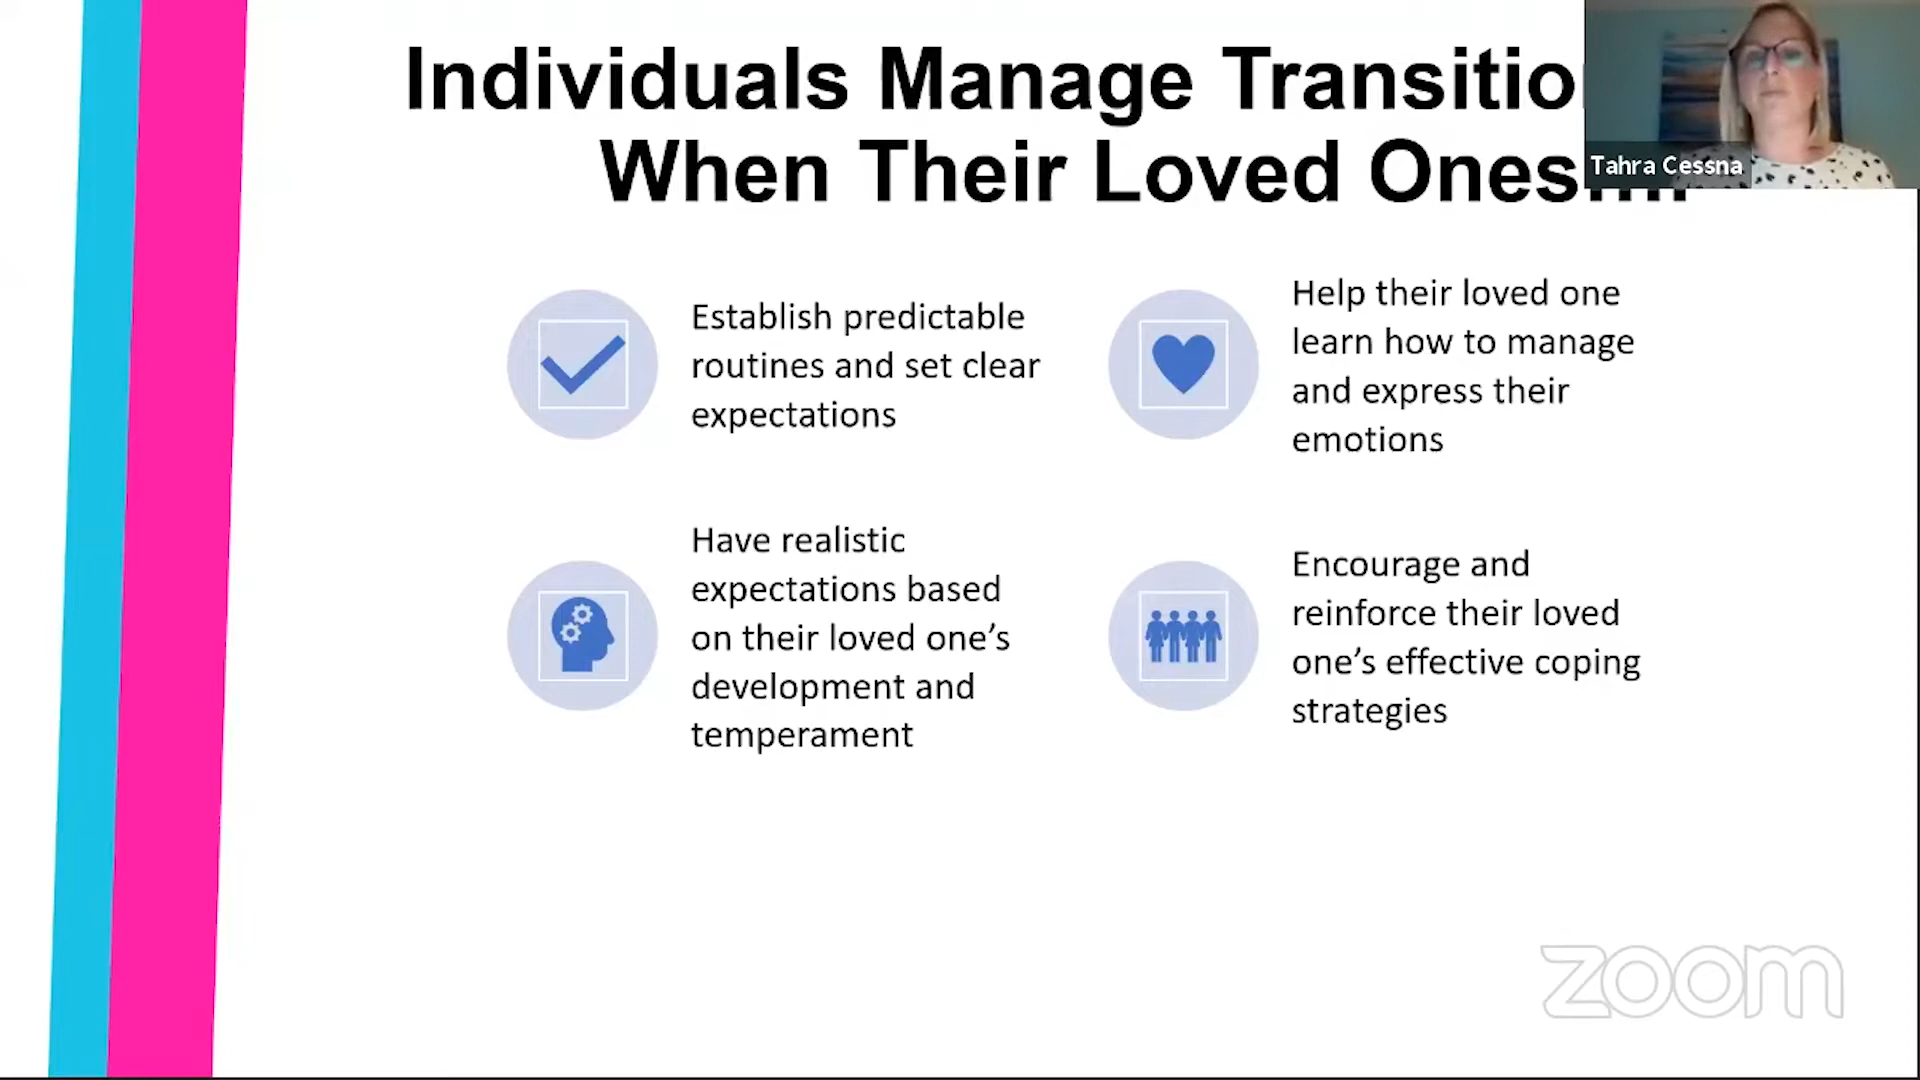 Individuals Manage Transitio
When Their Loved Ones....
Tahra Cessna
Establish predictable
routines and set clear
expectations
Help their loved one
learn how to manage
and express their
emotions
Have realistic
expectations based
on their loved one’s
development and
temperament
Encourage and
reinforce their loved
one’s effective coping
strategies
zoom